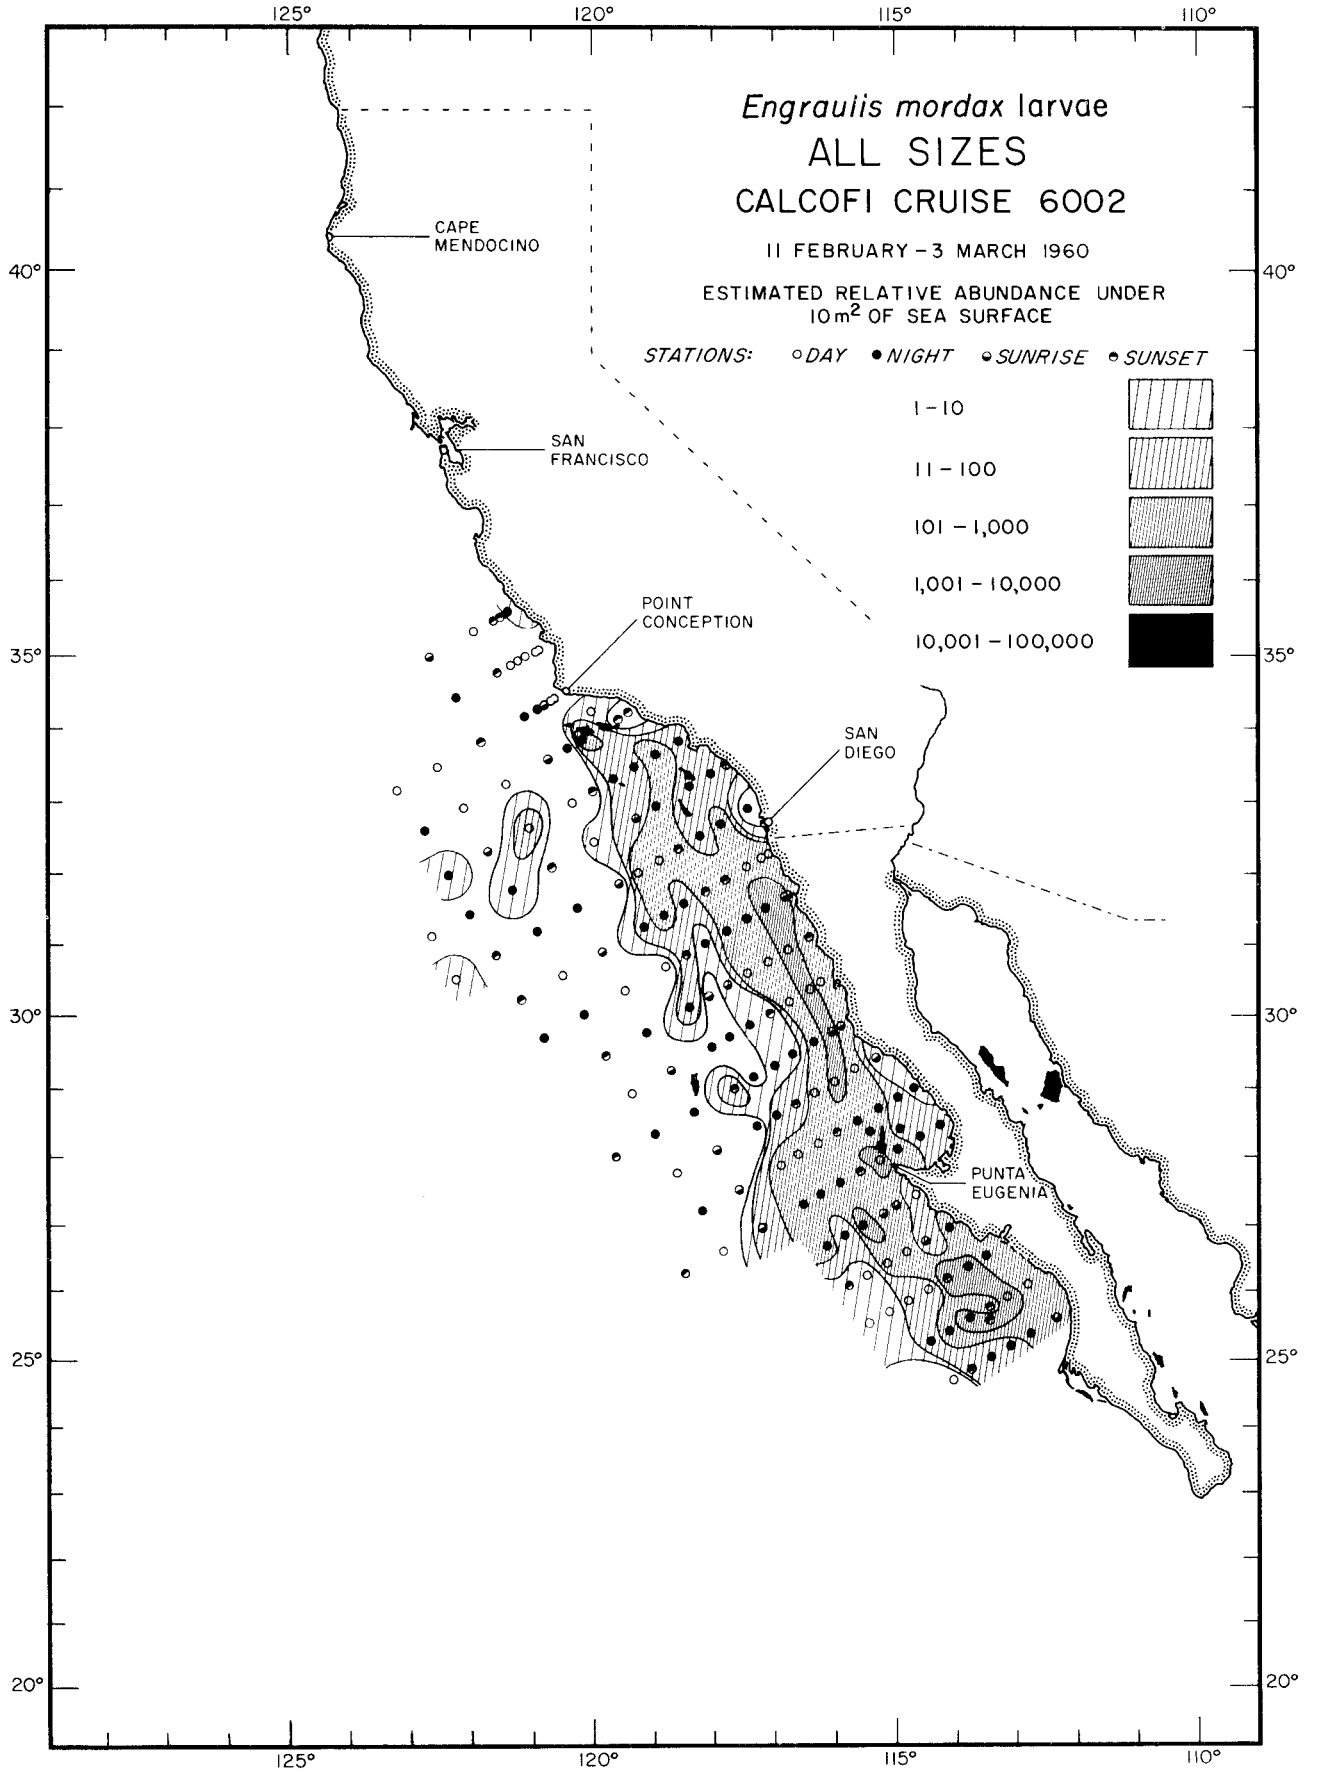 125° 120° 115° 110°
Engraulis mordax larvae
ALL SIZES
CALCOFI CRUISE 6002
11 FEBRUARY – 3 MARCH 1960
ESTIMATED RELATIVE ABUNDANCE UNDER
10m² OF SEA SURFACE
STATIONS: DAY NIGHT SUNRISE SUNSET
1 – 10
11 – 100
101 – 1,000
1,001 – 10,000
10,001 – 100,000
CAPE
MENDOCINO
40° 40°
SAN
FRANCISCO
POINT
CONCEPTION
35° 35°
SAN
DIEGO
30° 30°
PUNTA
EUGENIA
25° 25°
20° 20°
125° 120° 115° 110°